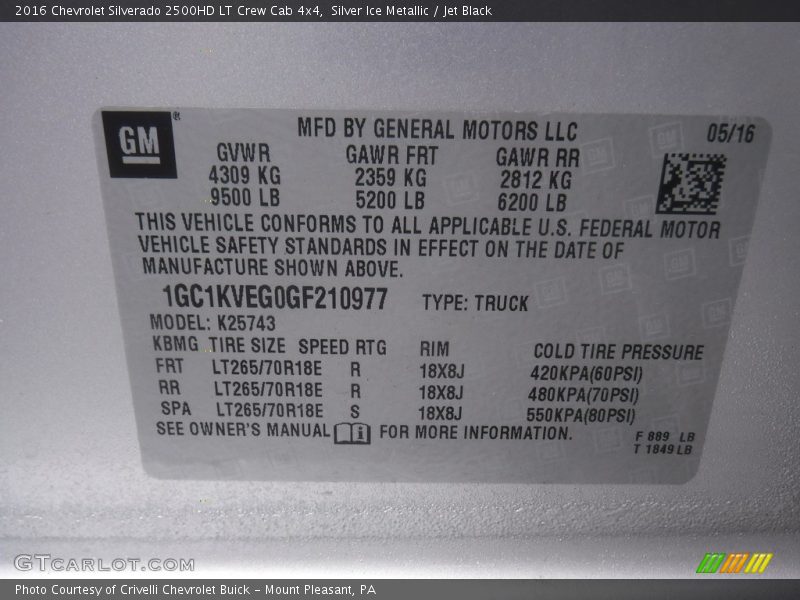 2016 Chevrolet Silverado 2500HD LT Crew Cab 4x4,  Silver Ice Metallic / Jet Black
GM ®
MFD BY GENERAL MOTORS LLC 05/16
GVWR GAWR FRT GAWR RR
4309 KG 2359 KG 2812 KG
9500 LB 5200 LB 6200 LB
THIS VEHICLE CONFORMS TO ALL APPLICABLE U.S. FEDERAL MOTOR
VEHICLE SAFETY STANDARDS IN EFFECT ON THE DATE OF
MANUFACTURE SHOWN ABOVE.
1GC1KVEG0GF210977 TYPE: TRUCK
MODEL: K25743
KBMG TIRE SIZE SPEED RTG RIM COLD TIRE PRESSURE
FRT LT265/70R18E R 18X8J 420KPA(60PSI)
RR LT265/70R18E R 18X8J 480KPA(70PSI)
SPA LT265/70R18E S 18X8J 550KPA(80PSI)
SEE OWNER'S MANUAL FOR MORE INFORMATION.
F 889 LB
T 1849 LB
GTCARLOT.COM
Photo Courtesy of Crivelli Chevrolet Buick – Mount Pleasant, PA